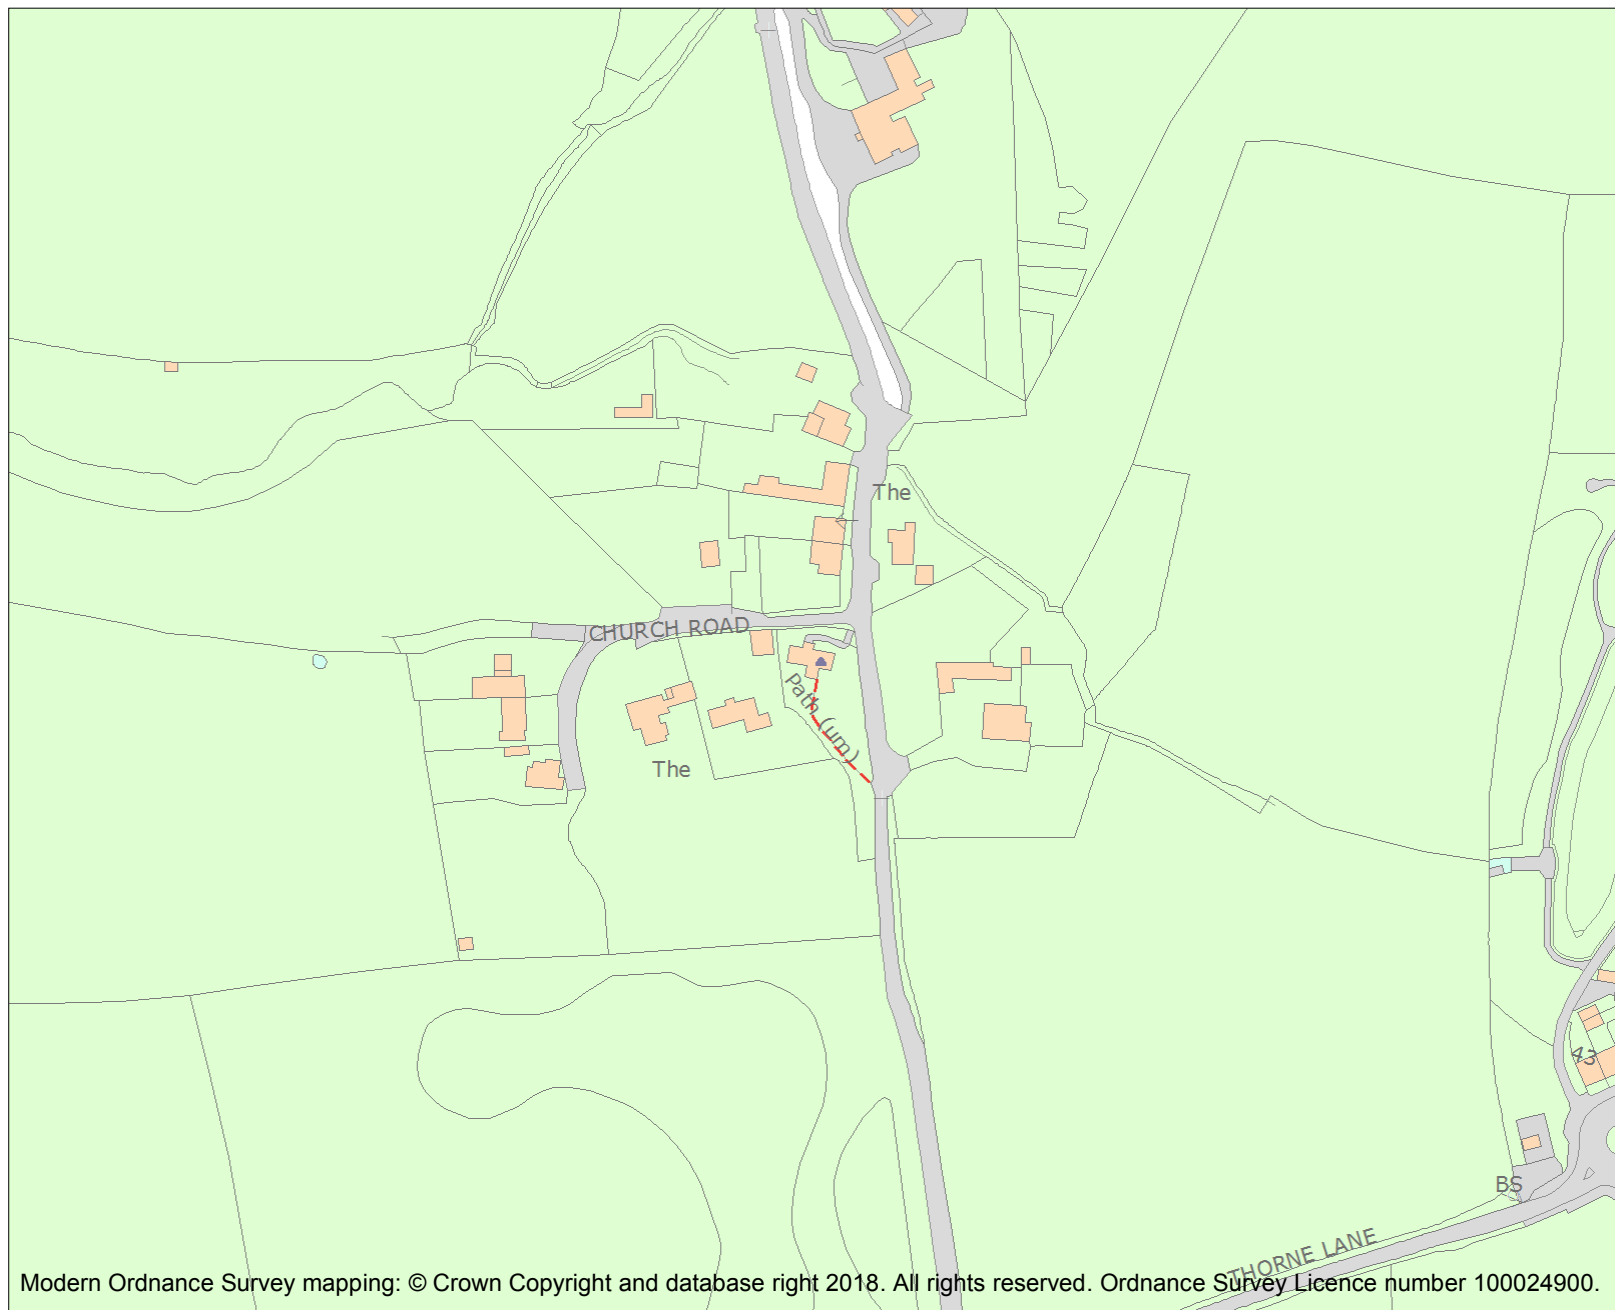 The
CHURCH ROAD
Path (um)
The
43
BS
THORNE LANE
Modern Ordnance Survey mapping: © Crown Copyright and database right 2018. All rights reserved. Ordnance Survey Licence number 100024900.